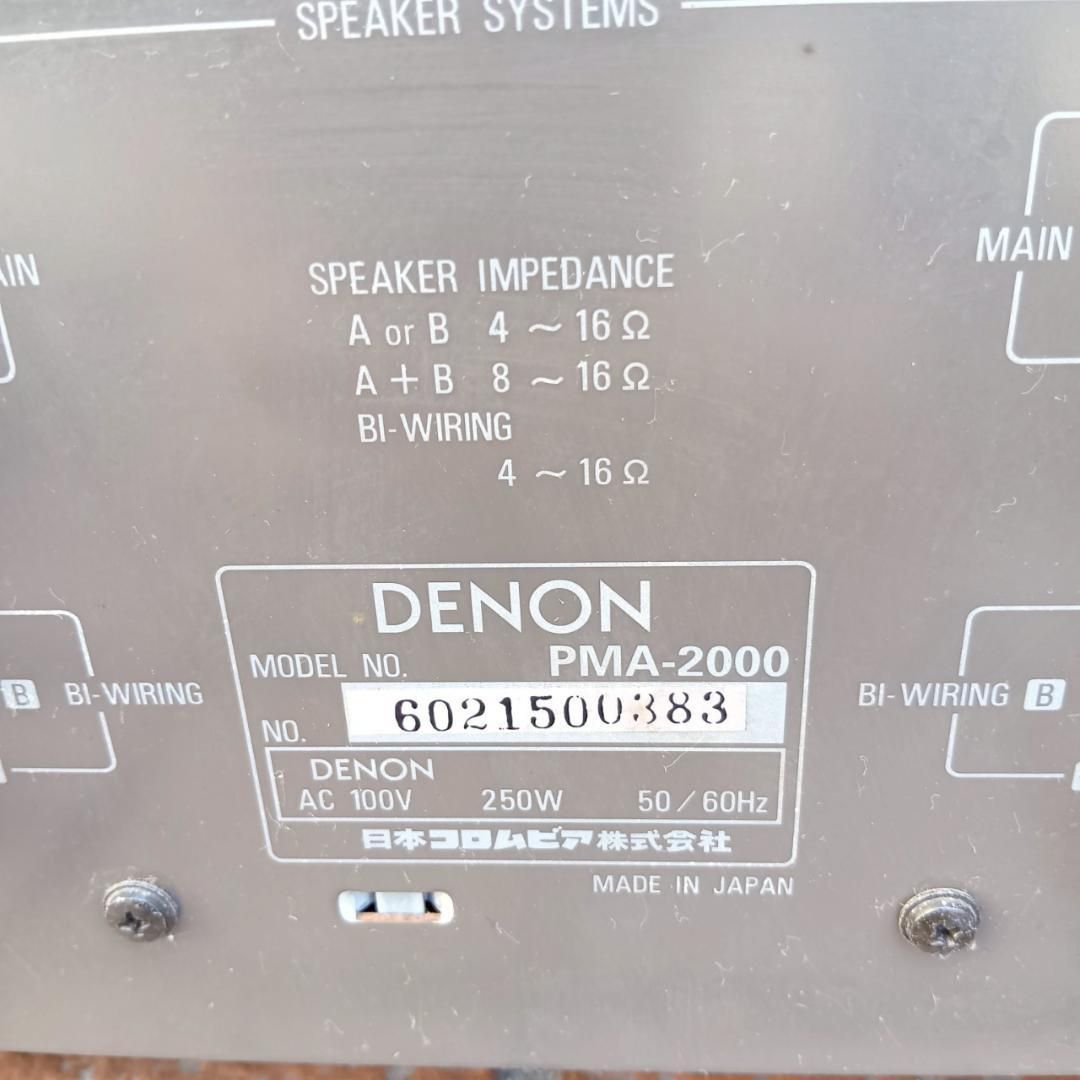 SPEAKER SYSTEMS
MAIN
SPEAKER IMPEDANCE
A or B 4 ~ 16 Ω
A + B 8 ~ 16 Ω
BI-WIRING
4 ~ 16 Ω
DENON
MODEL NO. PMA-2000
B BI-WIRING
BI-WIRING B
NO. 6021500383
DENON
AC 100V 250W 50/60Hz
日本コロムビア株式会社
MADE IN JAPAN